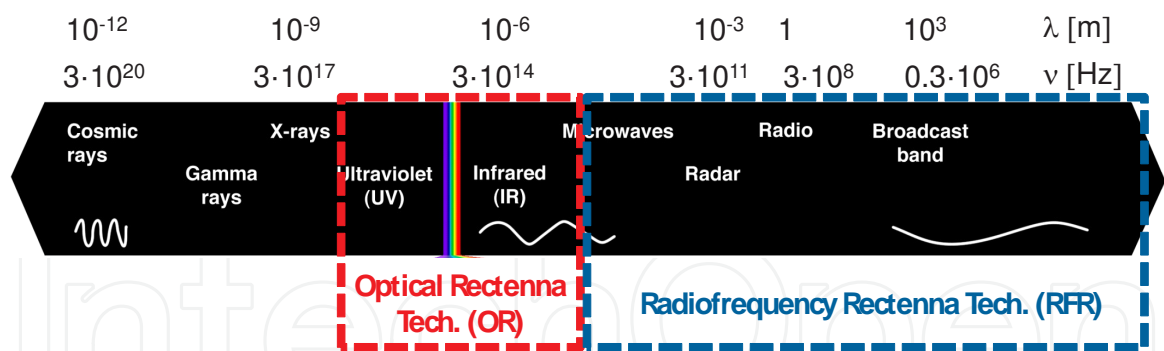 10⁻¹² 10⁻⁹ 10⁻⁶ 10⁻³ 1 10³ λ [m]
3·10²⁰ 3·10¹⁷ 3·10¹⁴ 3·10¹¹ 3·10⁸ 0.3·10⁶ ν [Hz]
Cosmic
rays
Gamma
rays
X-rays
Ultraviolet
(UV)
Infrared
(IR)
Microwaves
Radar
Radio
Broadcast
band
Optical Rectenna
Tech. (OR)
Radiofrequency Rectenna Tech. (RFR)
IntechOpen